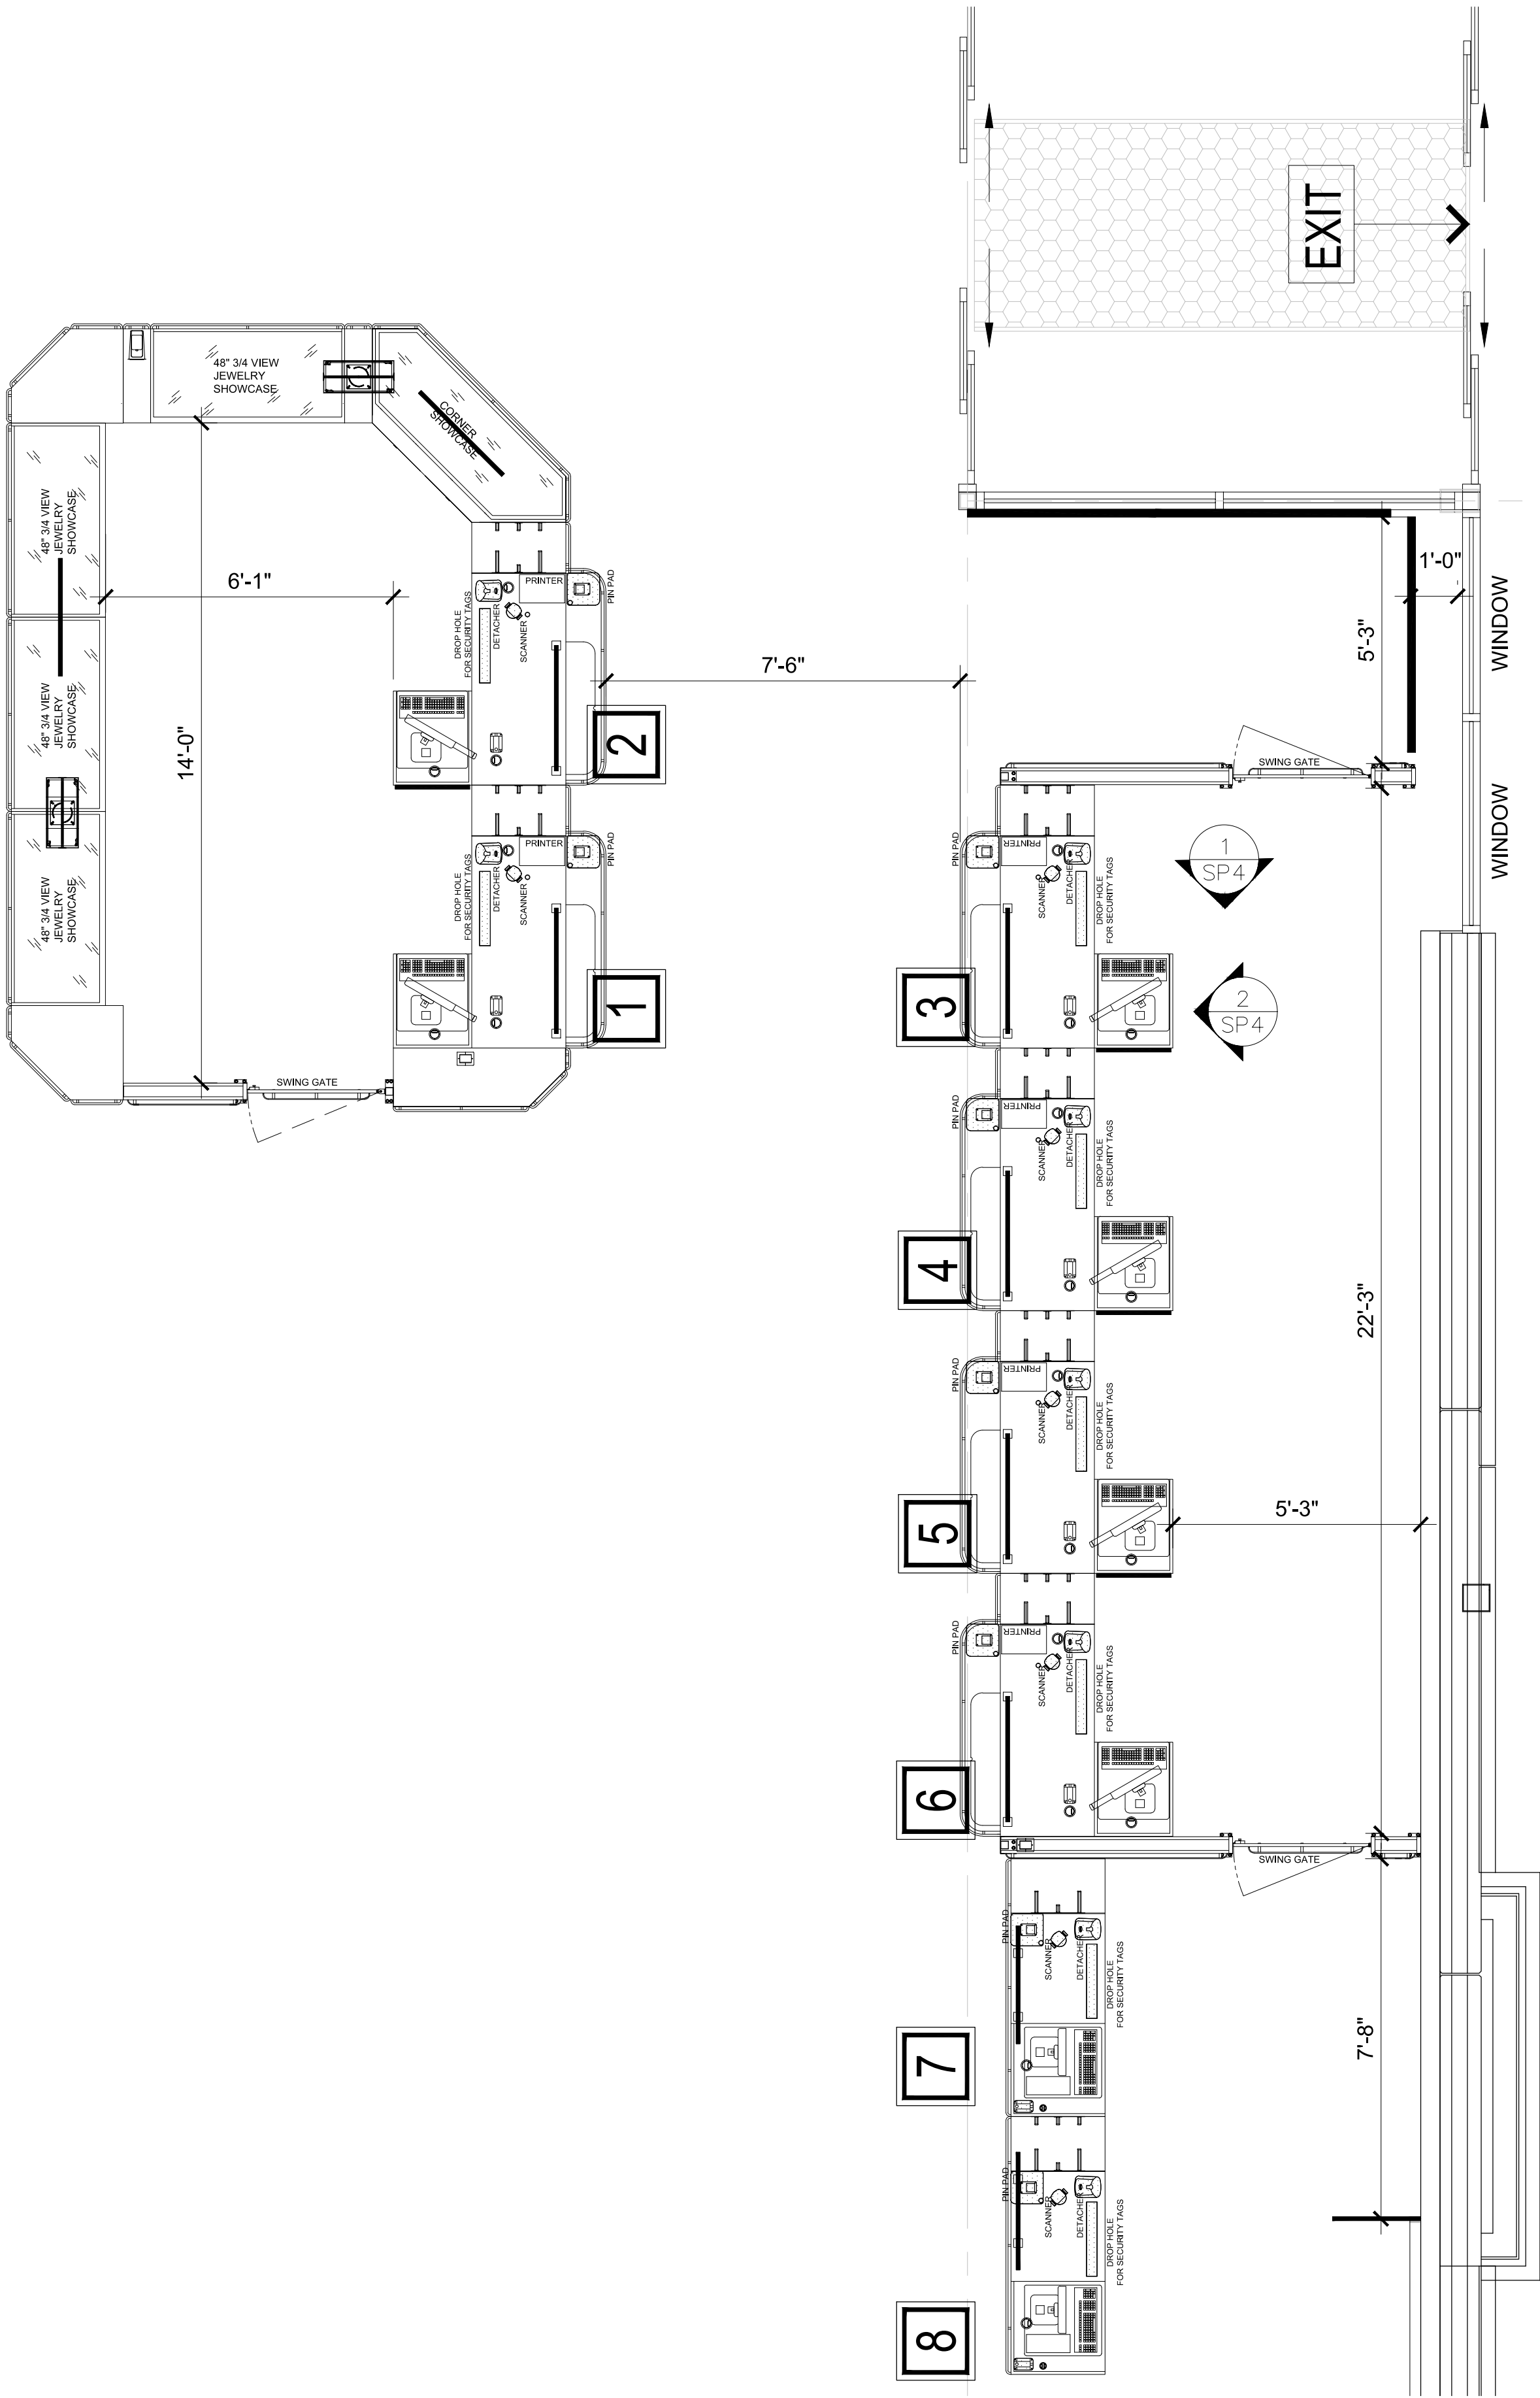 EXIT
48" 3/4 VIEW
JEWELRY
SHOWCASE
CORNER
SHOWCASE
48" 3/4 VIEW
JEWELRY
SHOWCASE
48" 3/4 VIEW
JEWELRY
SHOWCASE
48" 3/4 VIEW
JEWELRY
SHOWCASE
6'-1"
14'-0"
SWING GATE
DROP HOLE
FOR SECURITY TAGS
DETACHER
SCANNER
PRINTER
PIN PAD
2
DROP HOLE
FOR SECURITY TAGS
DETACHER
SCANNER
PRINTER
PIN PAD
1
7'-6"
1'-0"
5'-3"
WINDOW
WINDOW
SWING GATE
1
SP4
2
SP4
PIN PAD
PRINTER
SCANNER
DETACHER
DROP HOLE
FOR SECURITY TAGS
3
PIN PAD
PRINTER
SCANNER
DETACHER
DROP HOLE
FOR SECURITY TAGS
4
22'-3"
PIN PAD
PRINTER
SCANNER
DETACHER
DROP HOLE
FOR SECURITY TAGS
5
5'-3"
PIN PAD
PRINTER
SCANNER
DETACHER
DROP HOLE
FOR SECURITY TAGS
6
SWING GATE
PIN PAD
SCANNER
DETACHER
DROP HOLE
FOR SECURITY TAGS
7
7'-8"
PIN PAD
SCANNER
DETACHER
DROP HOLE
FOR SECURITY TAGS
8